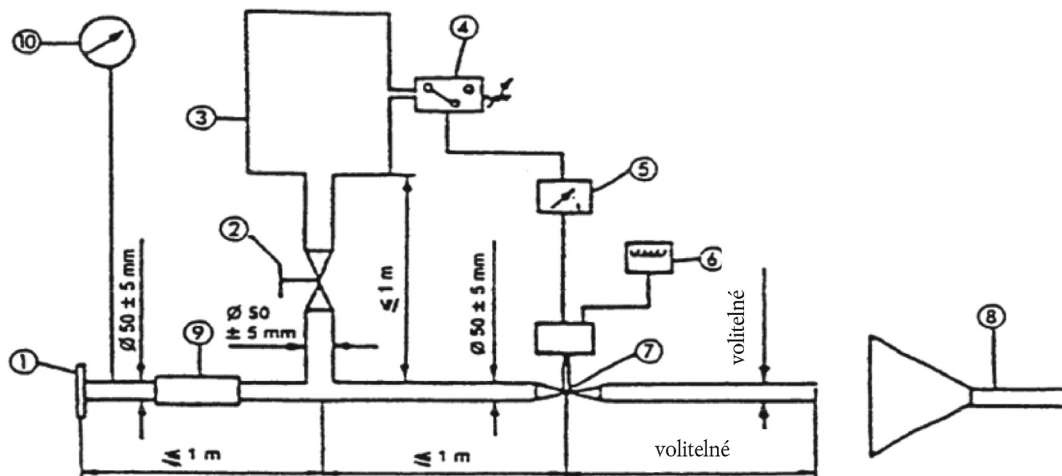 10
4
3
5
2
6
≤ 1 m
Ø 50 ± 5 mm
Ø 50
± 5 mm
Ø 50 ± 5 mm
volitelné
1
9
7
8
1 m
1 m
volitelné